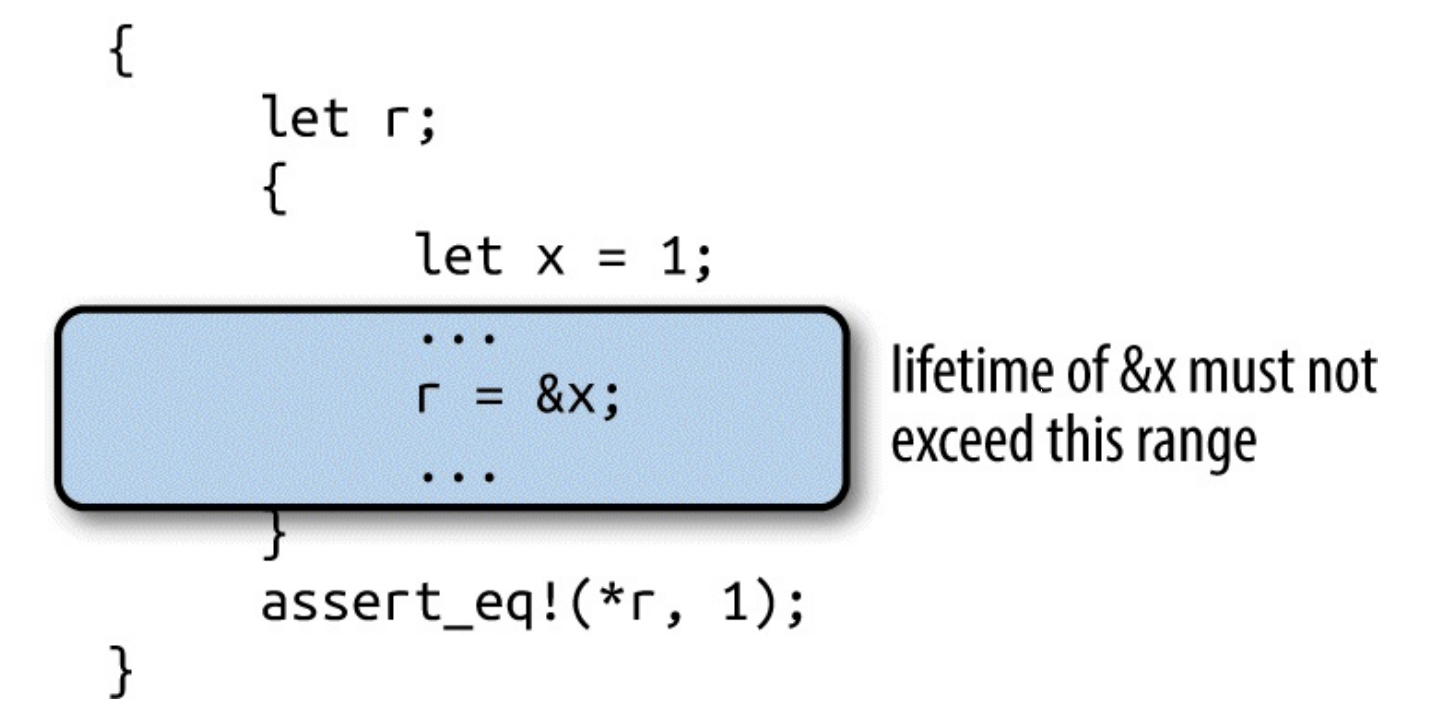 {
let r;
{
let x = 1;
...
r = &x;
...
}
assert_eq!(*r, 1);
}
lifetime of &x must not
exceed this range